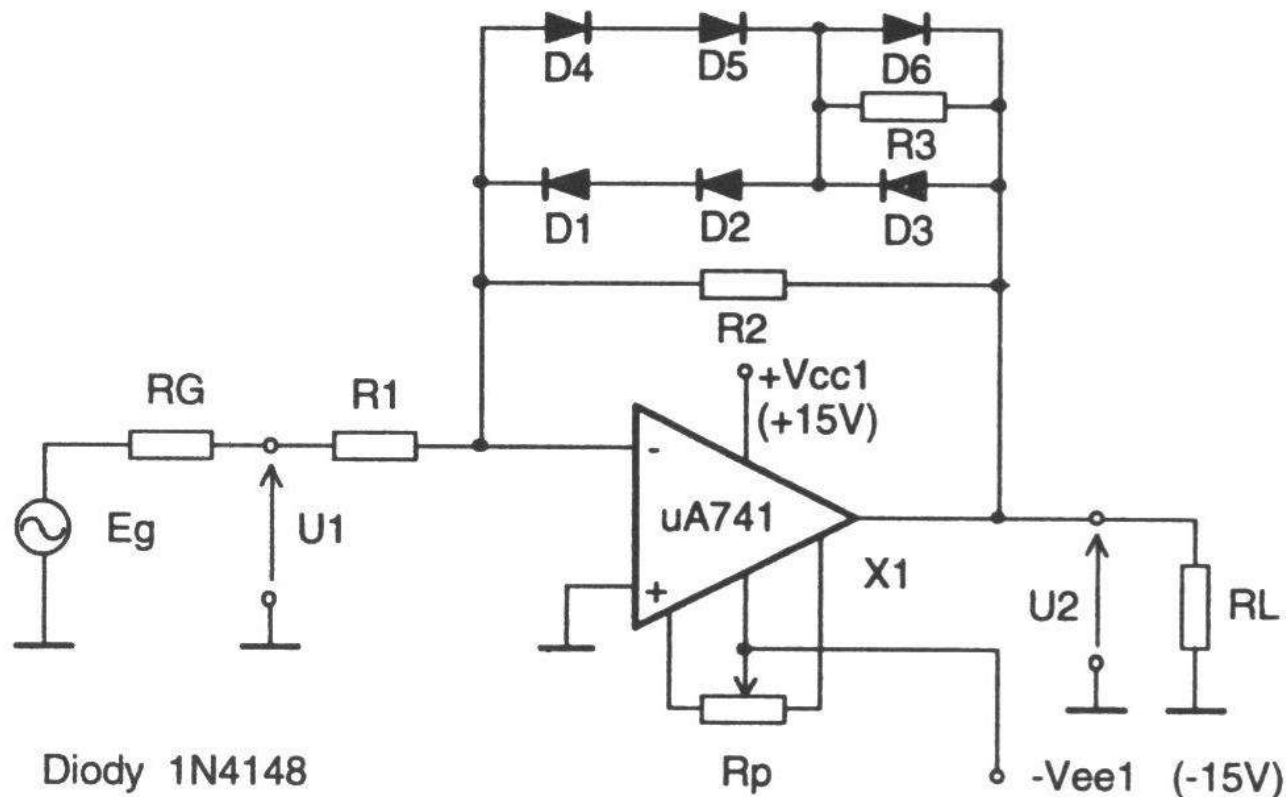 D4 D5 D6
R3
D1 D2 D3
R2
+Vcc1
(+15V)
RG R1
-
uA741
+
Eg U1
X1
U2 RL
Diody 1N4148
Rp
-Vee1 (-15V)